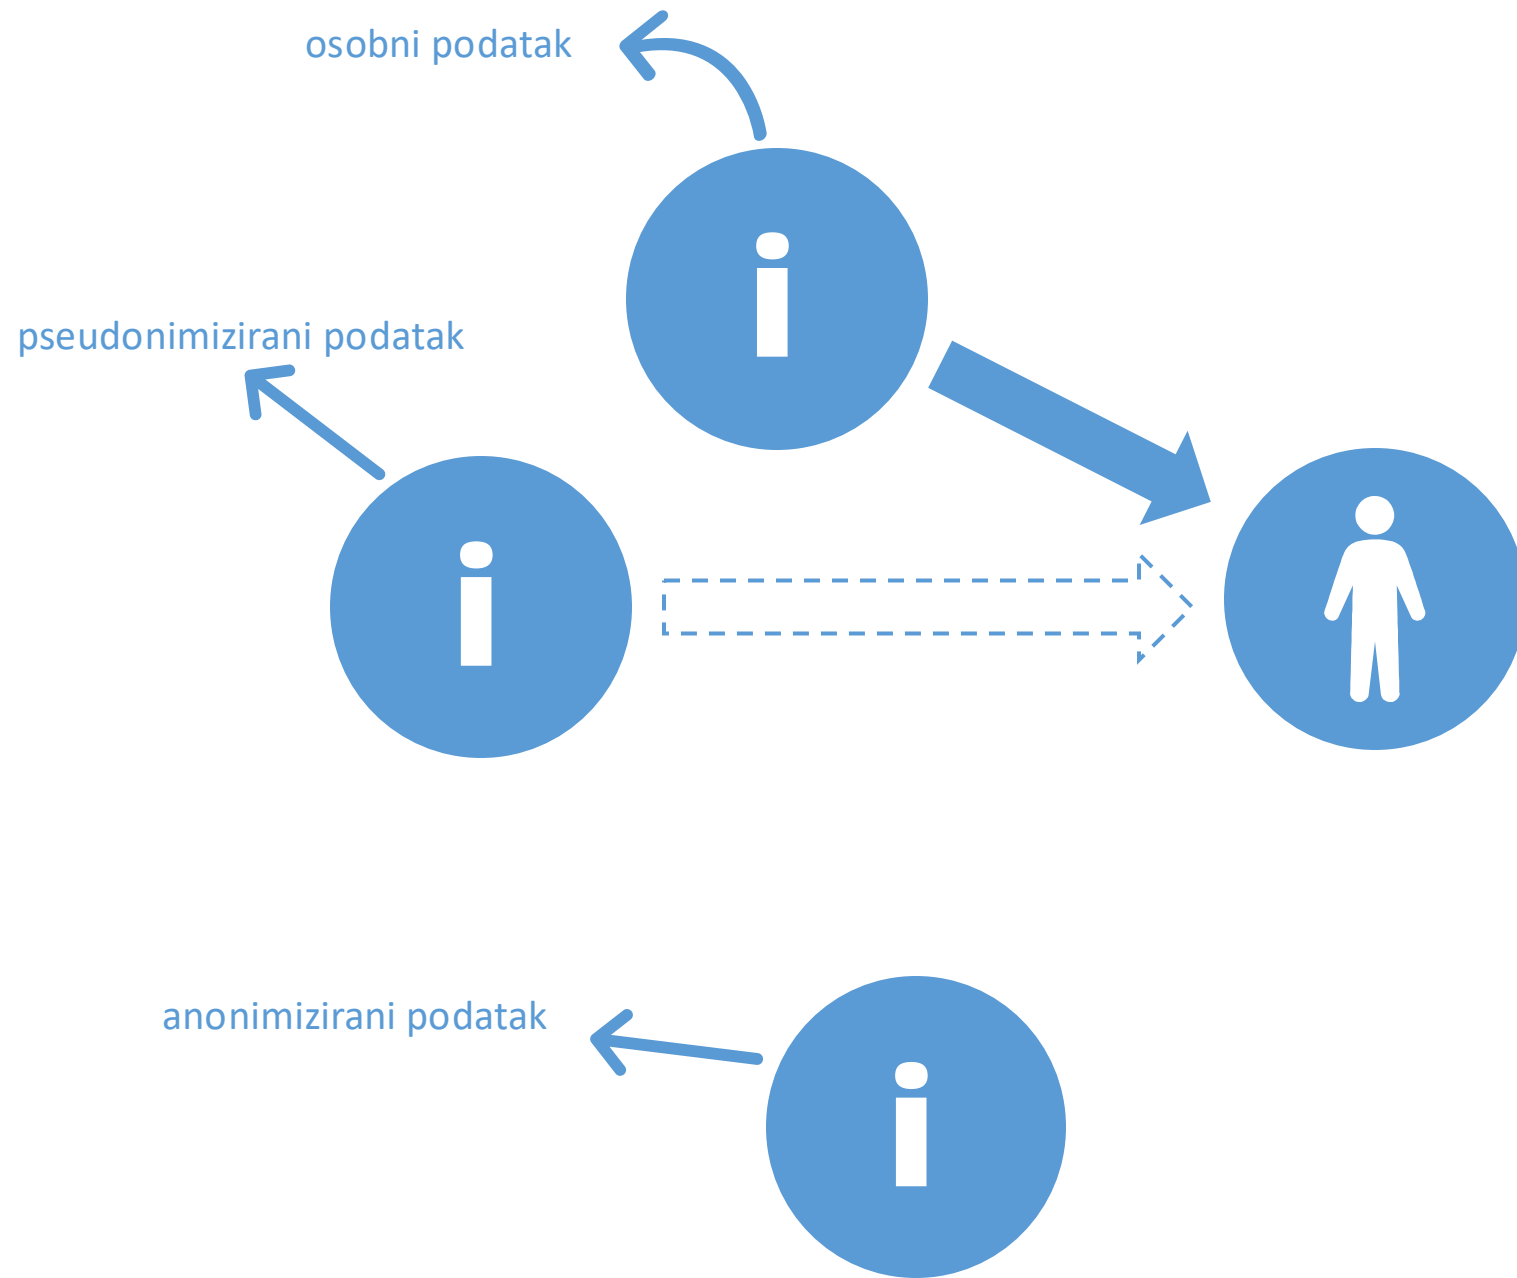 osobni podatak
i
pseudonimizirani podatak
i
anonimizirani podatak
i